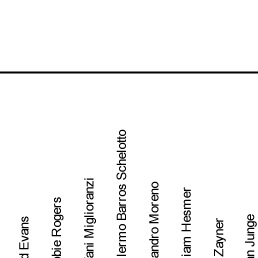 d Evans
bie Rogers
ani Miglioranzi
lermo Barros Schelotto
andro Moreno
iam Hesmer
Zayner
n Junge